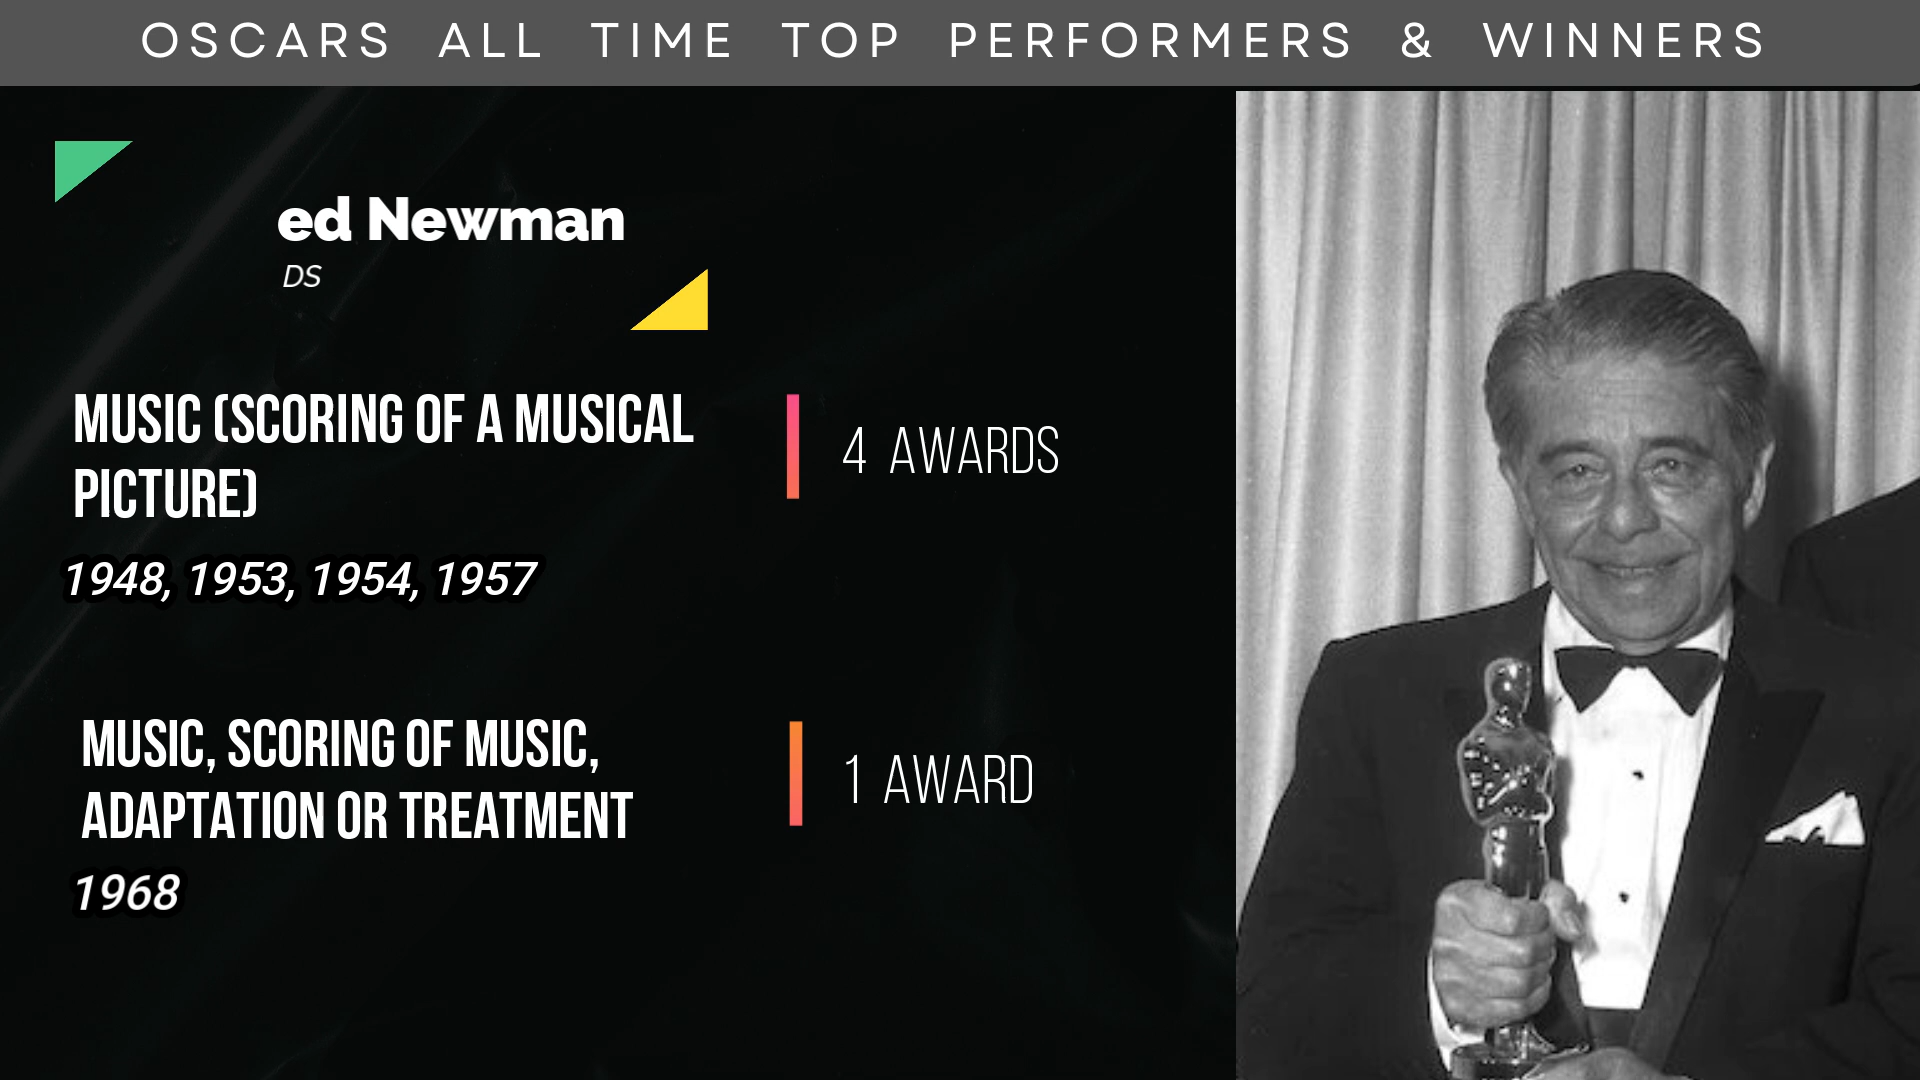 OSCARS ALL TIME TOP PERFORMERS & WINNERS
ed Newman
DS
MUSIC (SCORING OF A MUSICAL
PICTURE)
4 AWARDS
1948, 1953, 1954, 1957
MUSIC, SCORING OF MUSIC,
ADAPTATION OR TREATMENT
1 AWARD
1968